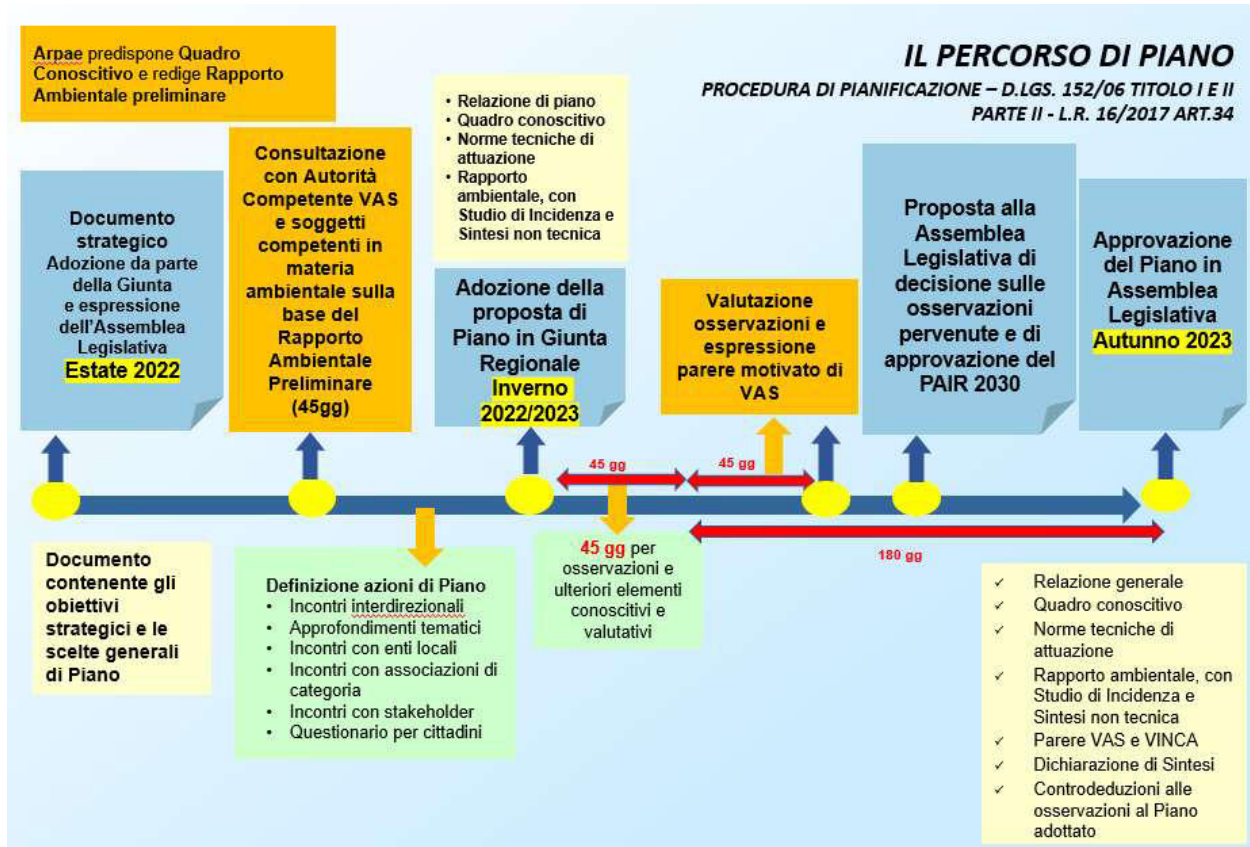 Arpae predispone Quadro
Conoscitivo e redige Rapporto
Ambientale preliminare
IL PERCORSO DI PIANO
PROCEDURA DI PIANIFICAZIONE – D.LGS. 152/06 TITOLO I E II
PARTE II - L.R. 16/2017 ART.34
Documento
strategico
Adozione da parte
della Giunta
e espressione
dell'Assemblea
Legislativa
Estate 2022
Consultazione
con Autorità
Competente VAS
e soggetti
competenti in
materia
ambientale sulla
base del
Rapporto
Ambientale
Preliminare
(45gg)
• Relazione di piano
• Quadro conoscitivo
• Norme tecniche di
attuazione
• Rapporto
ambientale, con
Studio di Incidenza e
Sintesi non tecnica
Adozione della
proposta di
Piano in Giunta
Regionale
Inverno
2022/2023
Valutazione
osservazioni e
espressione
parere motivato di
VAS
Proposta alla
Assemblea
Legislativa di
decisione sulle
osservazioni
pervenute e di
approvazione del
PAIR 2030
Approvazione
del Piano in
Assemblea
Legislativa
Autunno 2023
45 gg
45 gg
180 gg
Documento
contenente gli
obiettivi
strategici e le
scelte generali
di Piano
Definizione azioni di Piano
• Incontri interdirezionali
• Approfondimenti tematici
• Incontri con enti locali
• Incontri con associazioni di
categoria
• Incontri con stakeholder
• Questionario per cittadini
45 gg per
osservazioni e
ulteriori elementi
conoscitivi e
valutativi
✓ Relazione generale
✓ Quadro conoscitivo
✓ Norme tecniche di
attuazione
✓ Rapporto ambientale, con
Studio di Incidenza e
Sintesi non tecnica
✓ Parere VAS e VINCA
✓ Dichiarazione di Sintesi
✓ Controdeduzioni alle
osservazioni al Piano
adottato